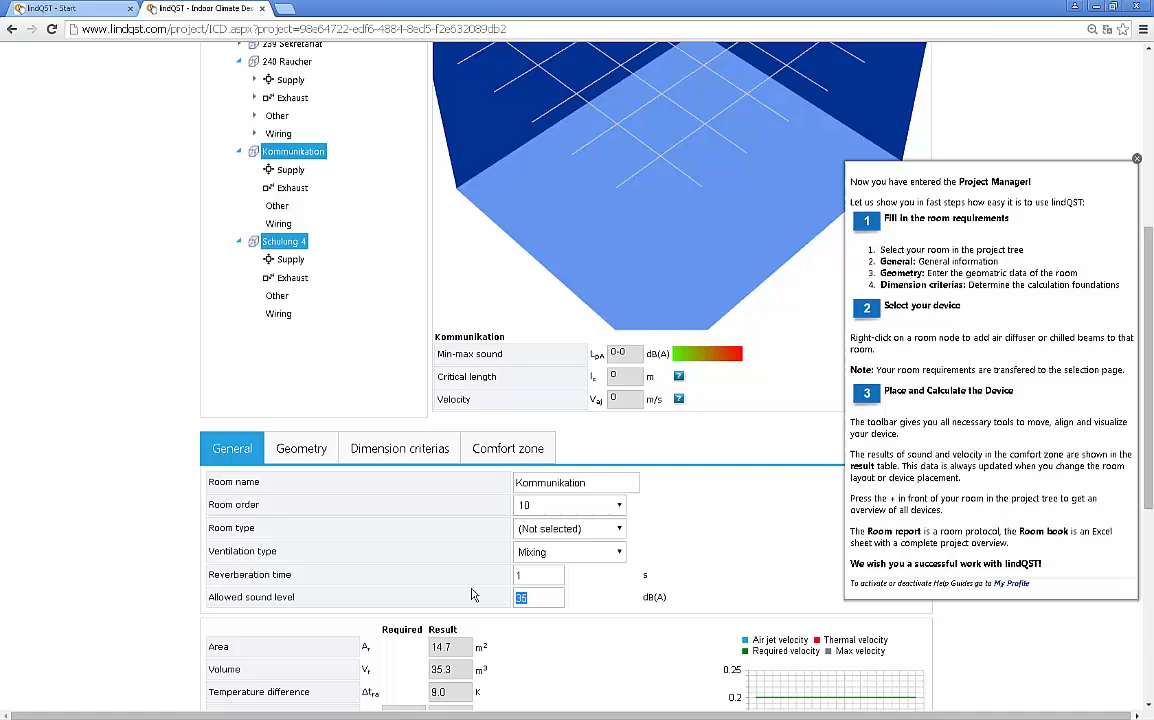 lindQST - Start
lindQST - Indoor Climate Des
www.lindqst.com/project/ICD.aspx?project=98e64722-edf6-4884-8ed5-f2e632089db2
239 Sekretariat
240 Raucher
Supply
Exhaust
Other
Wiring
Kommunikation
Supply
Exhaust
Other
Wiring
Schulung 4
Supply
Exhaust
Other
Wiring
Kommunikation
Min-max sound LpA 0-0 dB(A)
Critical length lc 0 m ?
Velocity Vaj 0 m/s ?
Now you have entered the Project Manager!
Let us show you in fast steps how easy it is to use lindQST:
1 Fill in the room requirements
1. Select your room in the project tree
2. General: General information
3. Geometry: Enter the geometric data of the room
4. Dimension criterias: Determine the calculation foundations
2 Select your device
Right-click on a room node to add air diffuser or chilled beams to that
room.
Note: Your room requirements are transfered to the selection page.
3 Place and Calculate the Device
The toolbar gives you all necessary tools to move, align and visualize
your device.
The results of sound and velocity in the comfort zone are shown in the
result table. This data is always updated when you change the room
layout or device placement.
Press the + in front of your room in the project tree to get an
overview of all devices.
The Room report is a room protocol, the Room book is an Excel
sheet with a complete project overview.
We wish you a successful work with lindQST!
To activate or deactivate Help Guides go to My Profile
General Geometry Dimension criterias Comfort zone
Room name Kommunikation
Room order 10
Room type (Not selected)
Ventilation type Mixing
Reverberation time 1 s
Allowed sound level 35 dB(A)
Required Result
Area Ar 14.7 m²
Volume Vr 35.3 m³
Temperature difference Δtra 9.0 K
Air jet velocity Thermal velocity
Required velocity Max velocity
0.25
0.2